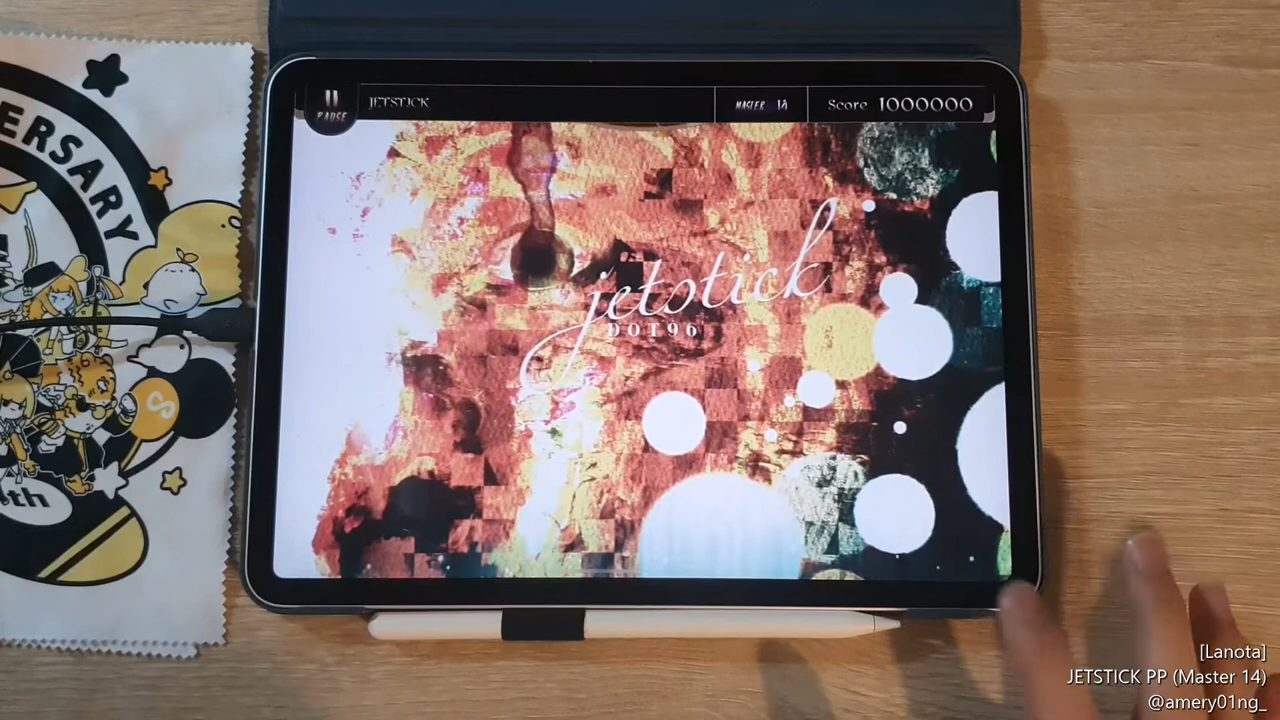 ERSARY
th
PAUSE
JETSTICK
MASTER 14
Score 1000000
jetstick
DOT96
[Lanota]
JETSTICK PP (Master 14)
@amery01ng_